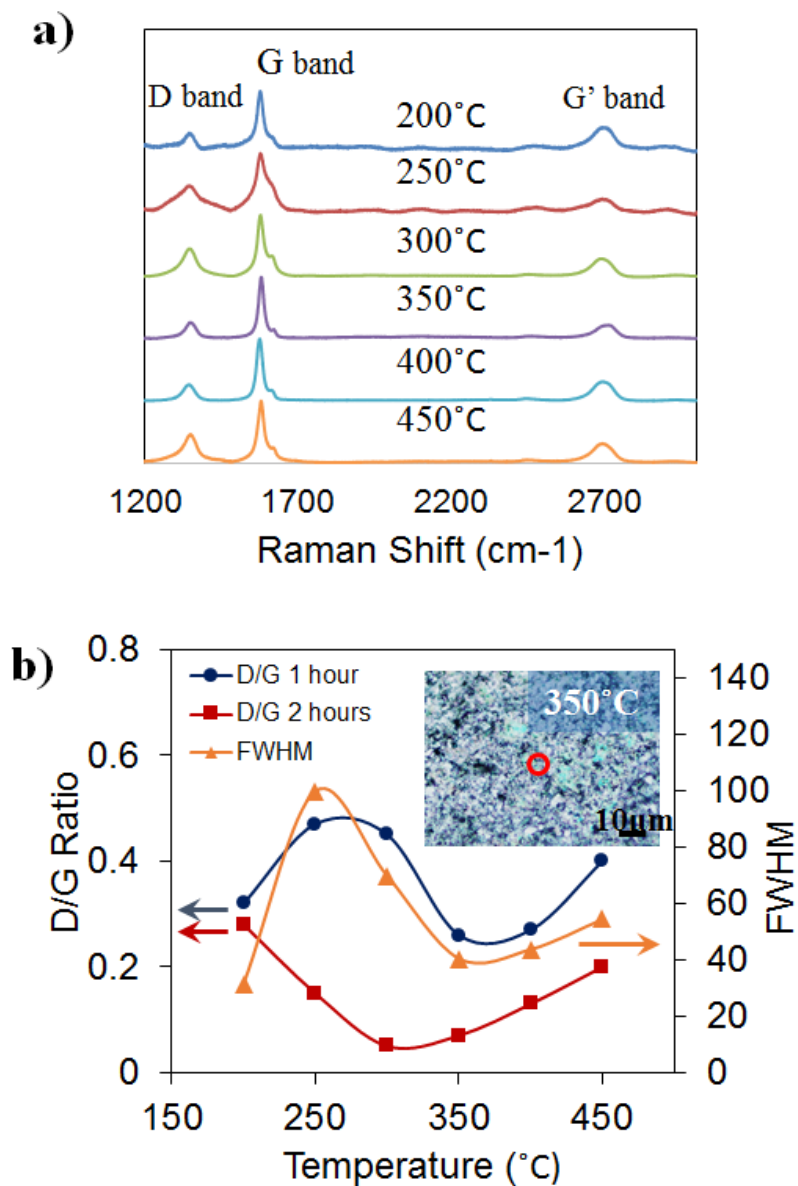 a)
G band
D band
G’ band
200˚C
250˚C
300˚C
350˚C
400˚C
450˚C
1200 1700 2200 2700
Raman Shift (cm-1)
b)
0.8
0.6
0.4
0.2
0
D/G Ratio
D/G 1 hour
D/G 2 hours
FWHM
350˚C
10μm
140
120
100
80
60
40
20
0
FWHM
150 250 350 450
Temperature (˚C)